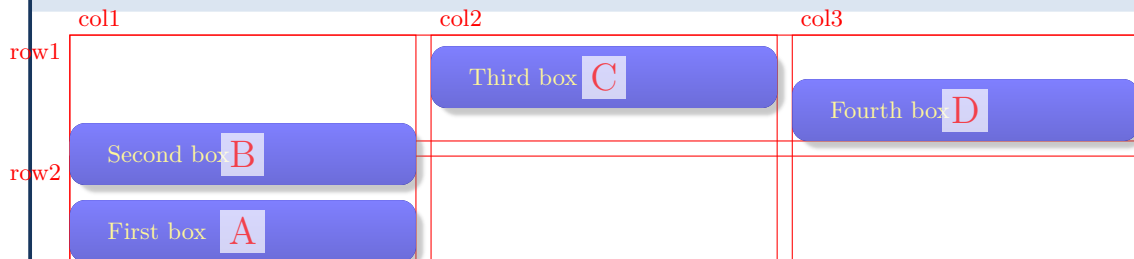 col1 col2 col3
row1
Third box C
Fourth box D
Second box B
row2
First box A